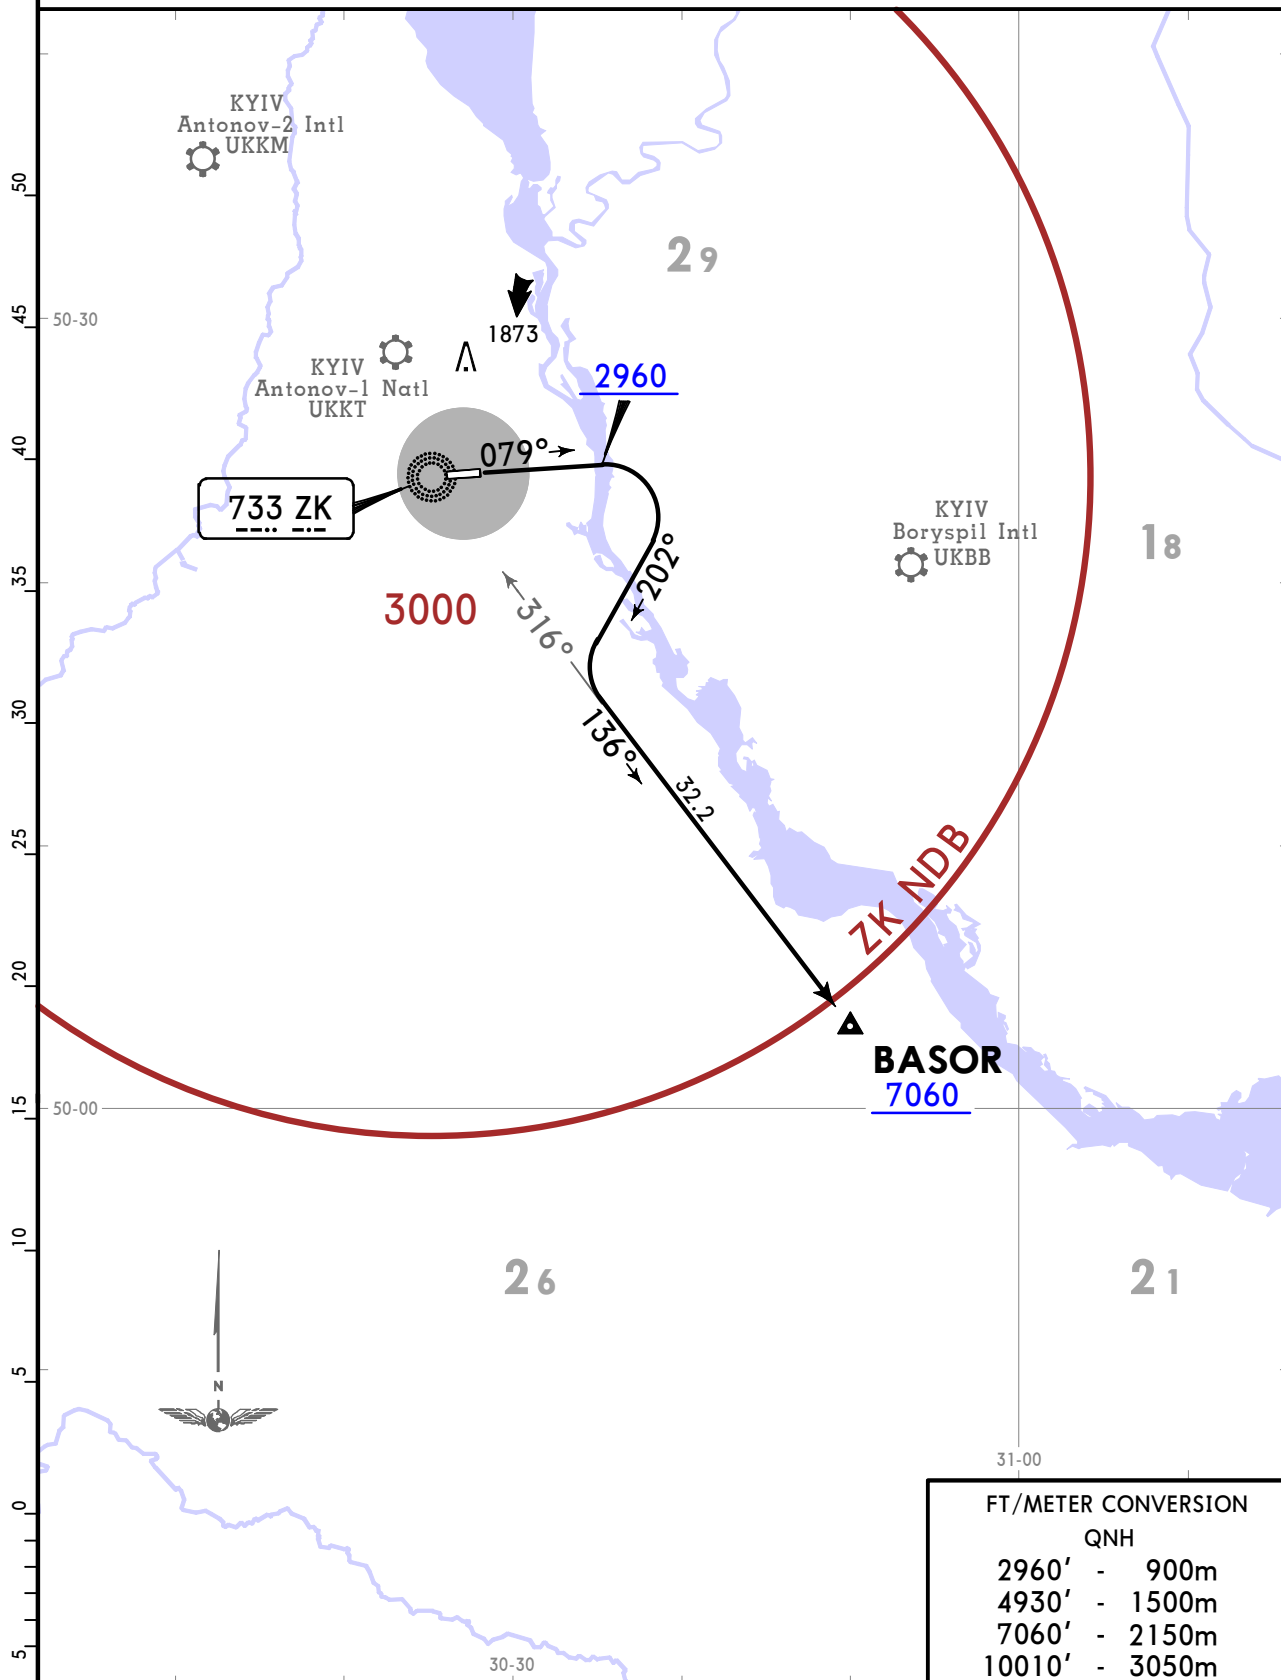 KYIV
Antonov-2 Intl
UKKM
50
29
45
50-30
1873
KYIV
Antonov-1 Natl
UKKT
2960
40
079°
733 ZK
KYIV
Boryspil Intl
UKBB
18
202°
35
3000
316°
30
136°
32.2
25
ZK NDB
20
BASOR
7060
15
50-00
10
26
21
5
N
31-00
0
5
30-30
FT/METER CONVERSION
QNH
2960' - 900m
4930' - 1500m
7060' - 2150m
10010' - 3050m